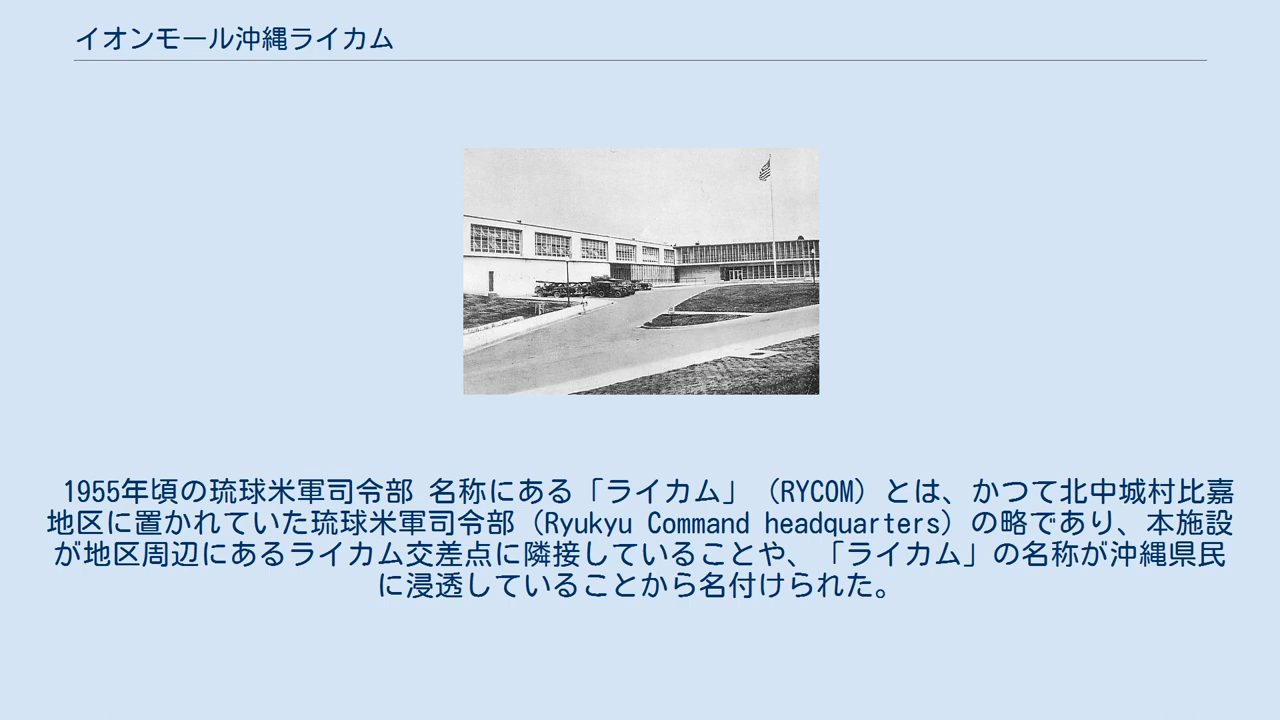 イオンモール沖縄ライカム
1955年頃の琉球米軍司令部 名称にある「ライカム」（RYCOM）とは、かつて北中城村比嘉
地区に置かれていた琉球米軍司令部（Ryukyu Command headquarters）の略であり、本施設
が地区周辺にあるライカム交差点に隣接していることや、「ライカム」の名称が沖縄県民
に浸透していることから名付けられた。